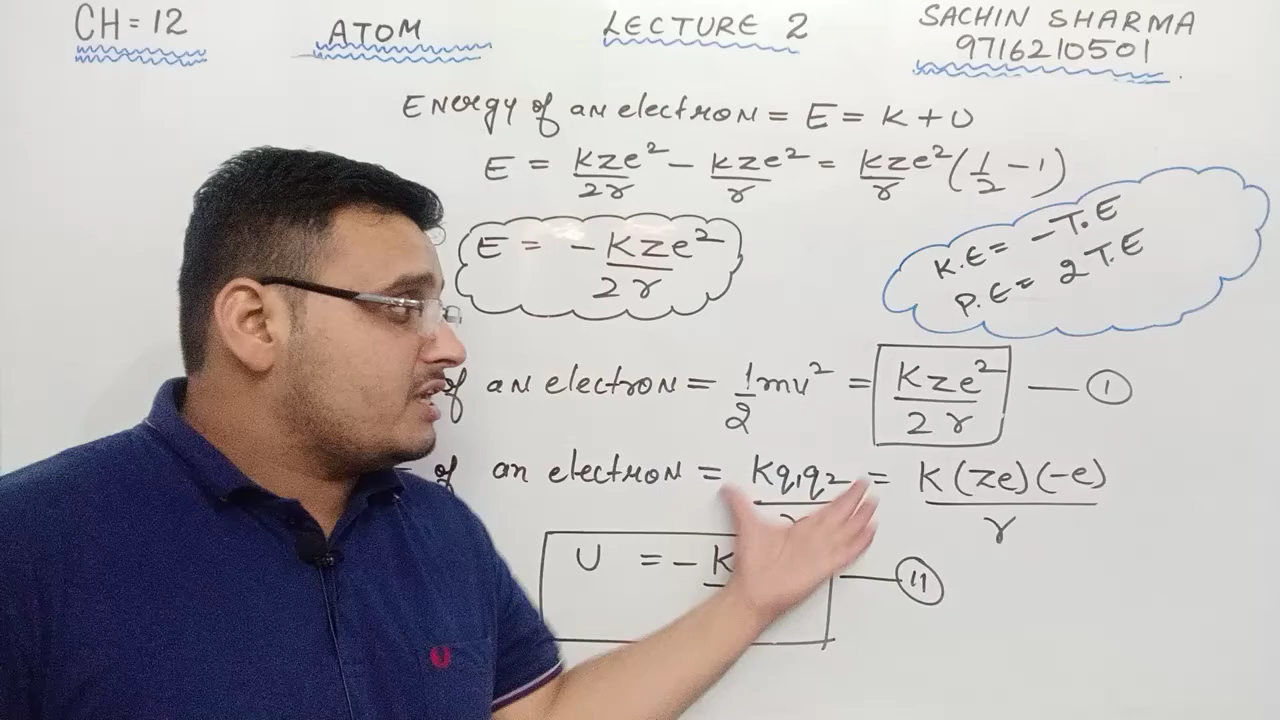 CH = 12 ATOM LECTURE 2 SACHIN SHARMA
9716210501
Energy of an electron = E = K + U
E = Kze²/2r - Kze²/r = Kze²/r (1/2 - 1)
E = -Kze²/2r
K.E = -T.E
P.E = 2T.E
of an electron = 1/2 mv² = Kze²/2r — (1)
of an electron = Kq₁q₂/r = K(ze)(-e)/r
U = -K — (11)